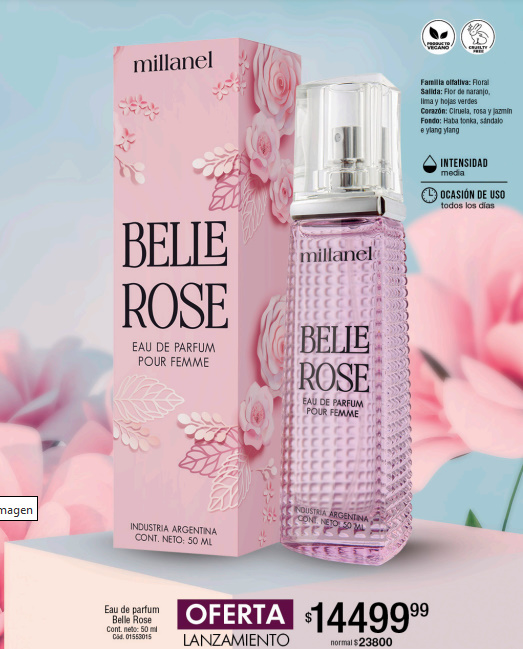 millanel
BELLE
ROSE
EAU DE PARFUM
POUR FEMME
INDUSTRIA ARGENTINA
CONT. NETO: 50 ML
millanel
BELLE
ROSE
EAU DE PARFUM
POUR FEMME
INDUSTRIA ARGENTINA
CONT. NETO: 50 ML
PRODUCTO
VEGANO
CRUELTY
FREE
Familia olfativa: Floral
Salida: Flor de naranjo,
lima y hojas verdes
Corazón: Ciruela, rosa y jazmín
Fondo: Haba tonka, sándalo
e ylang ylang
INTENSIDAD
media
OCASIÓN DE USO
todos los días
magen
Eau de parfum
Belle Rose
Cont. neto: 50 ml
Cód. 01553015
OFERTA
LANZAMIENTO
$14499⁹⁹
normal $23800